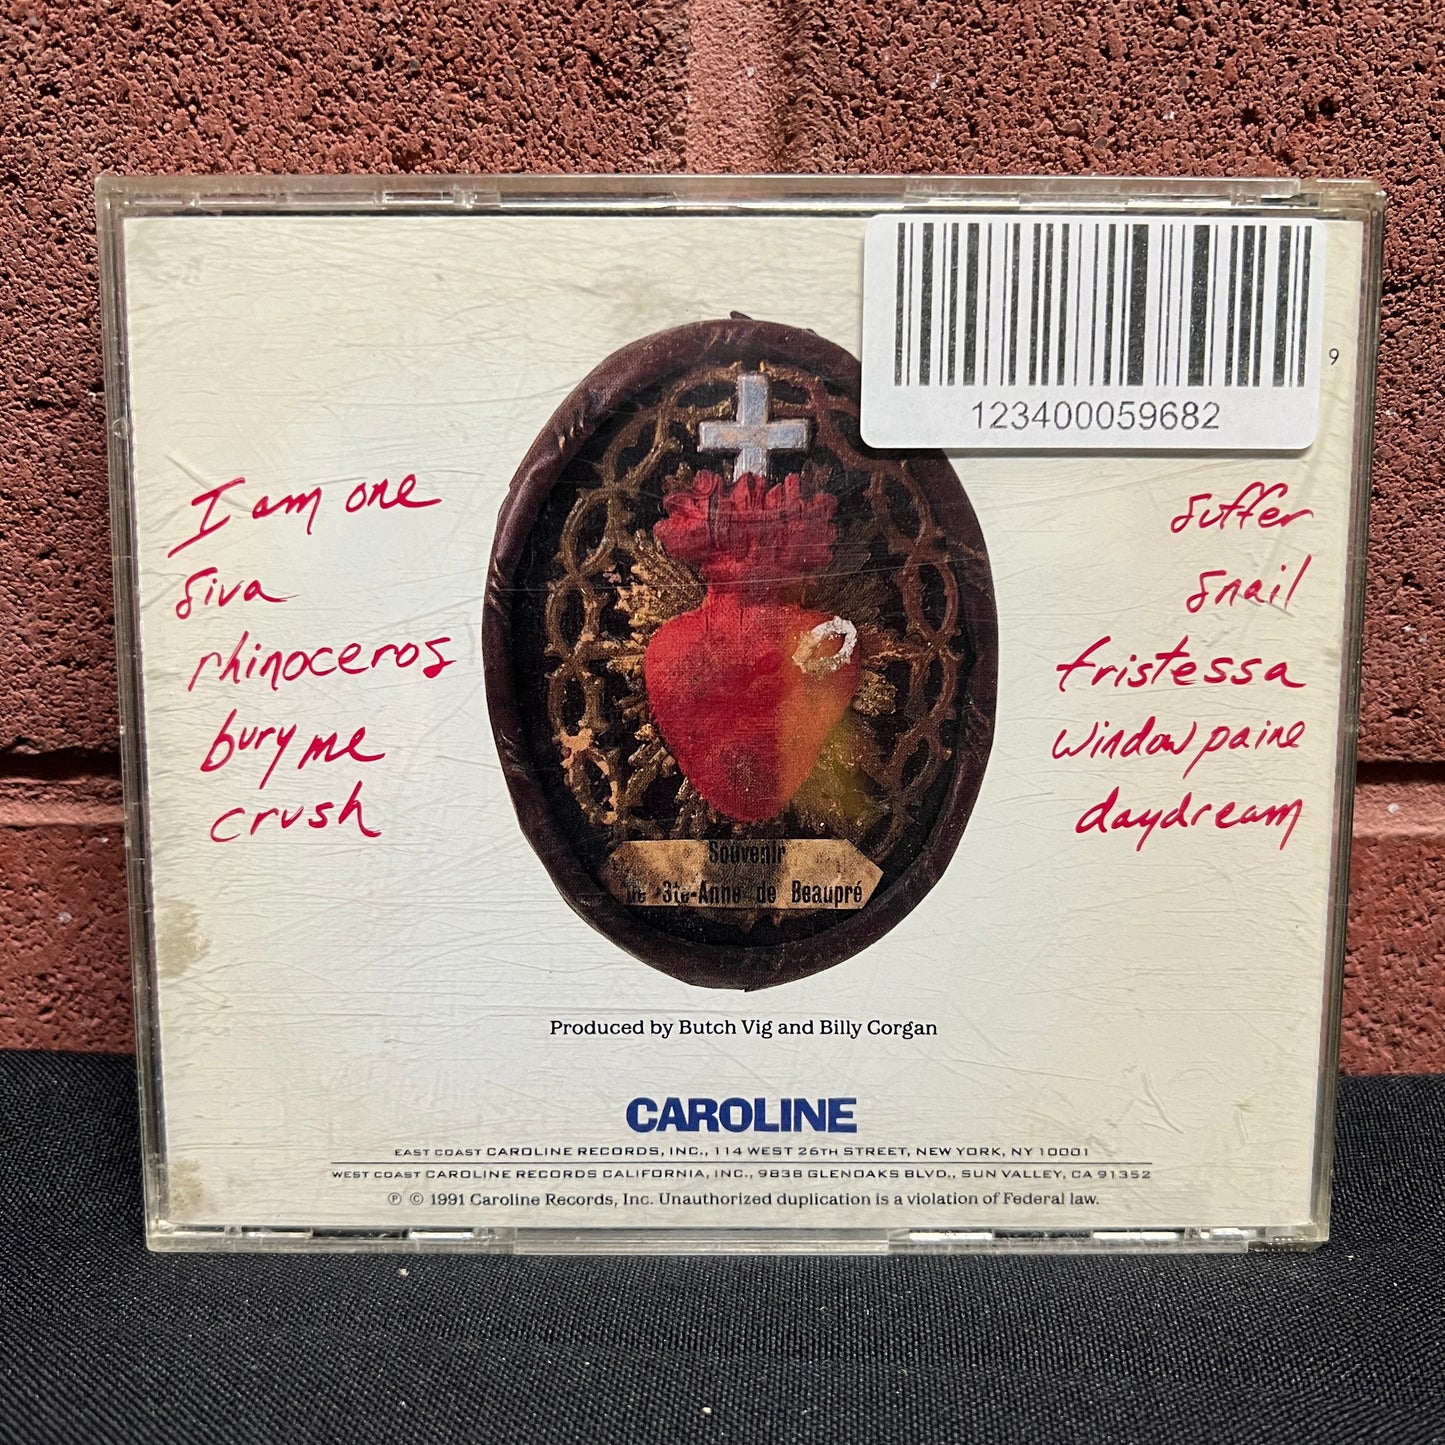 123400059682
9
I am one
siva
rhinoceros
bury me
crush
suffer
snail
tristessa
window paine
daydream
Souvenir
De Ste-Anne de Beaupré
Produced by Butch Vig and Billy Corgan
CAROLINE
EAST COAST CAROLINE RECORDS, INC., 114 WEST 26TH STREET, NEW YORK, NY 10001
WEST COAST CAROLINE RECORDS CALIFORNIA, INC., 9838 GLENOAKS BLVD., SUN VALLEY, CA 91352
℗ © 1991 Caroline Records, Inc. Unauthorized duplication is a violation of Federal law.